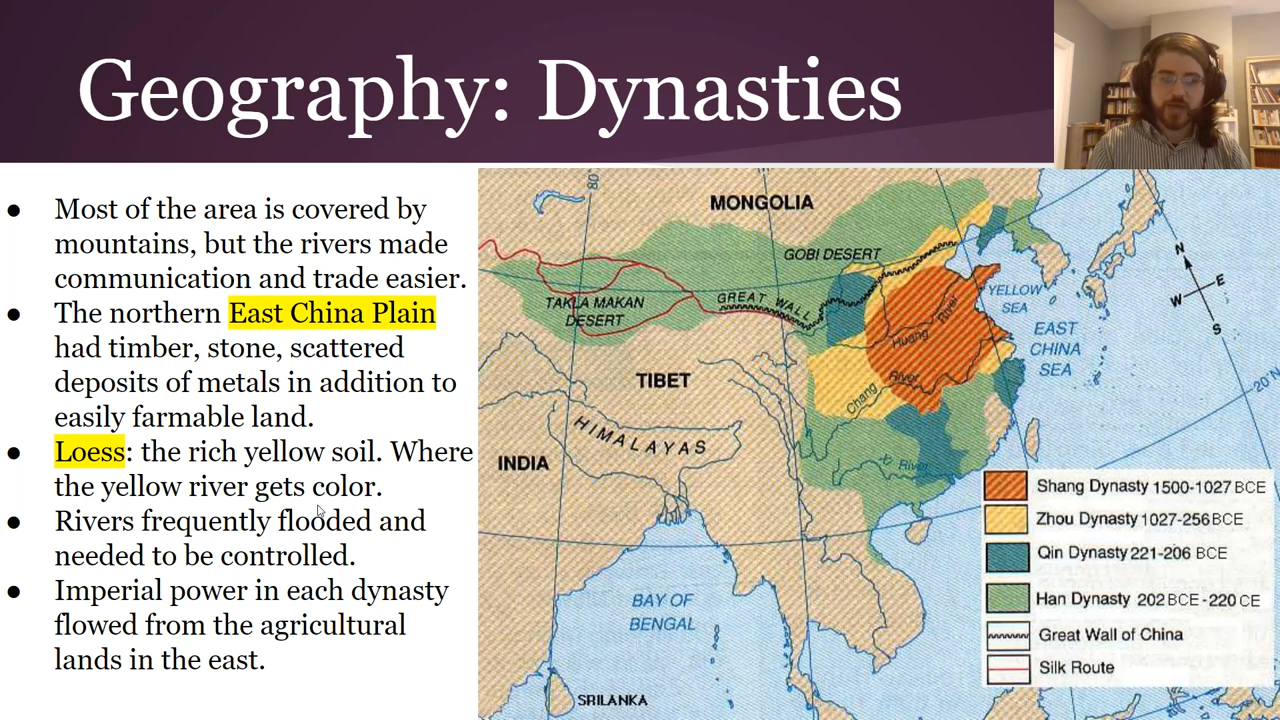 Geography: Dynasties
● Most of the area is covered by
mountains, but the rivers made
communication and trade easier.
● The northern East China Plain
had timber, stone, scattered
deposits of metals in addition to
easily farmable land.
● Loess: the rich yellow soil. Where
the yellow river gets color.
● Rivers frequently flooded and
needed to be controlled.
● Imperial power in each dynasty
flowed from the agricultural
lands in the east.
80°
MONGOLIA
GOBI DESERT
TAKLA MAKAN
DESERT
GREAT WALL
YELLOW
SEA
Huang River
EAST
CHINA
SEA
N
W E
S
20°N
TIBET
Chang River
HIMALAYAS
INDIA
River
BAY OF
BENGAL
SRILANKA
Shang Dynasty 1500-1027 BCE
Zhou Dynasty 1027-256 BCE
Qin Dynasty 221-206 BCE
Han Dynasty 202 BCE-220 CE
Great Wall of China
Silk Route